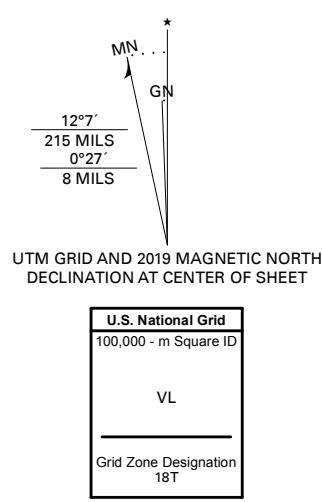 ★
MN
GN
12°7´
215 MILS
0°27´
8 MILS
UTM GRID AND 2019 MAGNETIC NORTH
DECLINATION AT CENTER OF SHEET
U.S. National Grid
100,000 - m Square ID
VL
Grid Zone Designation
18T